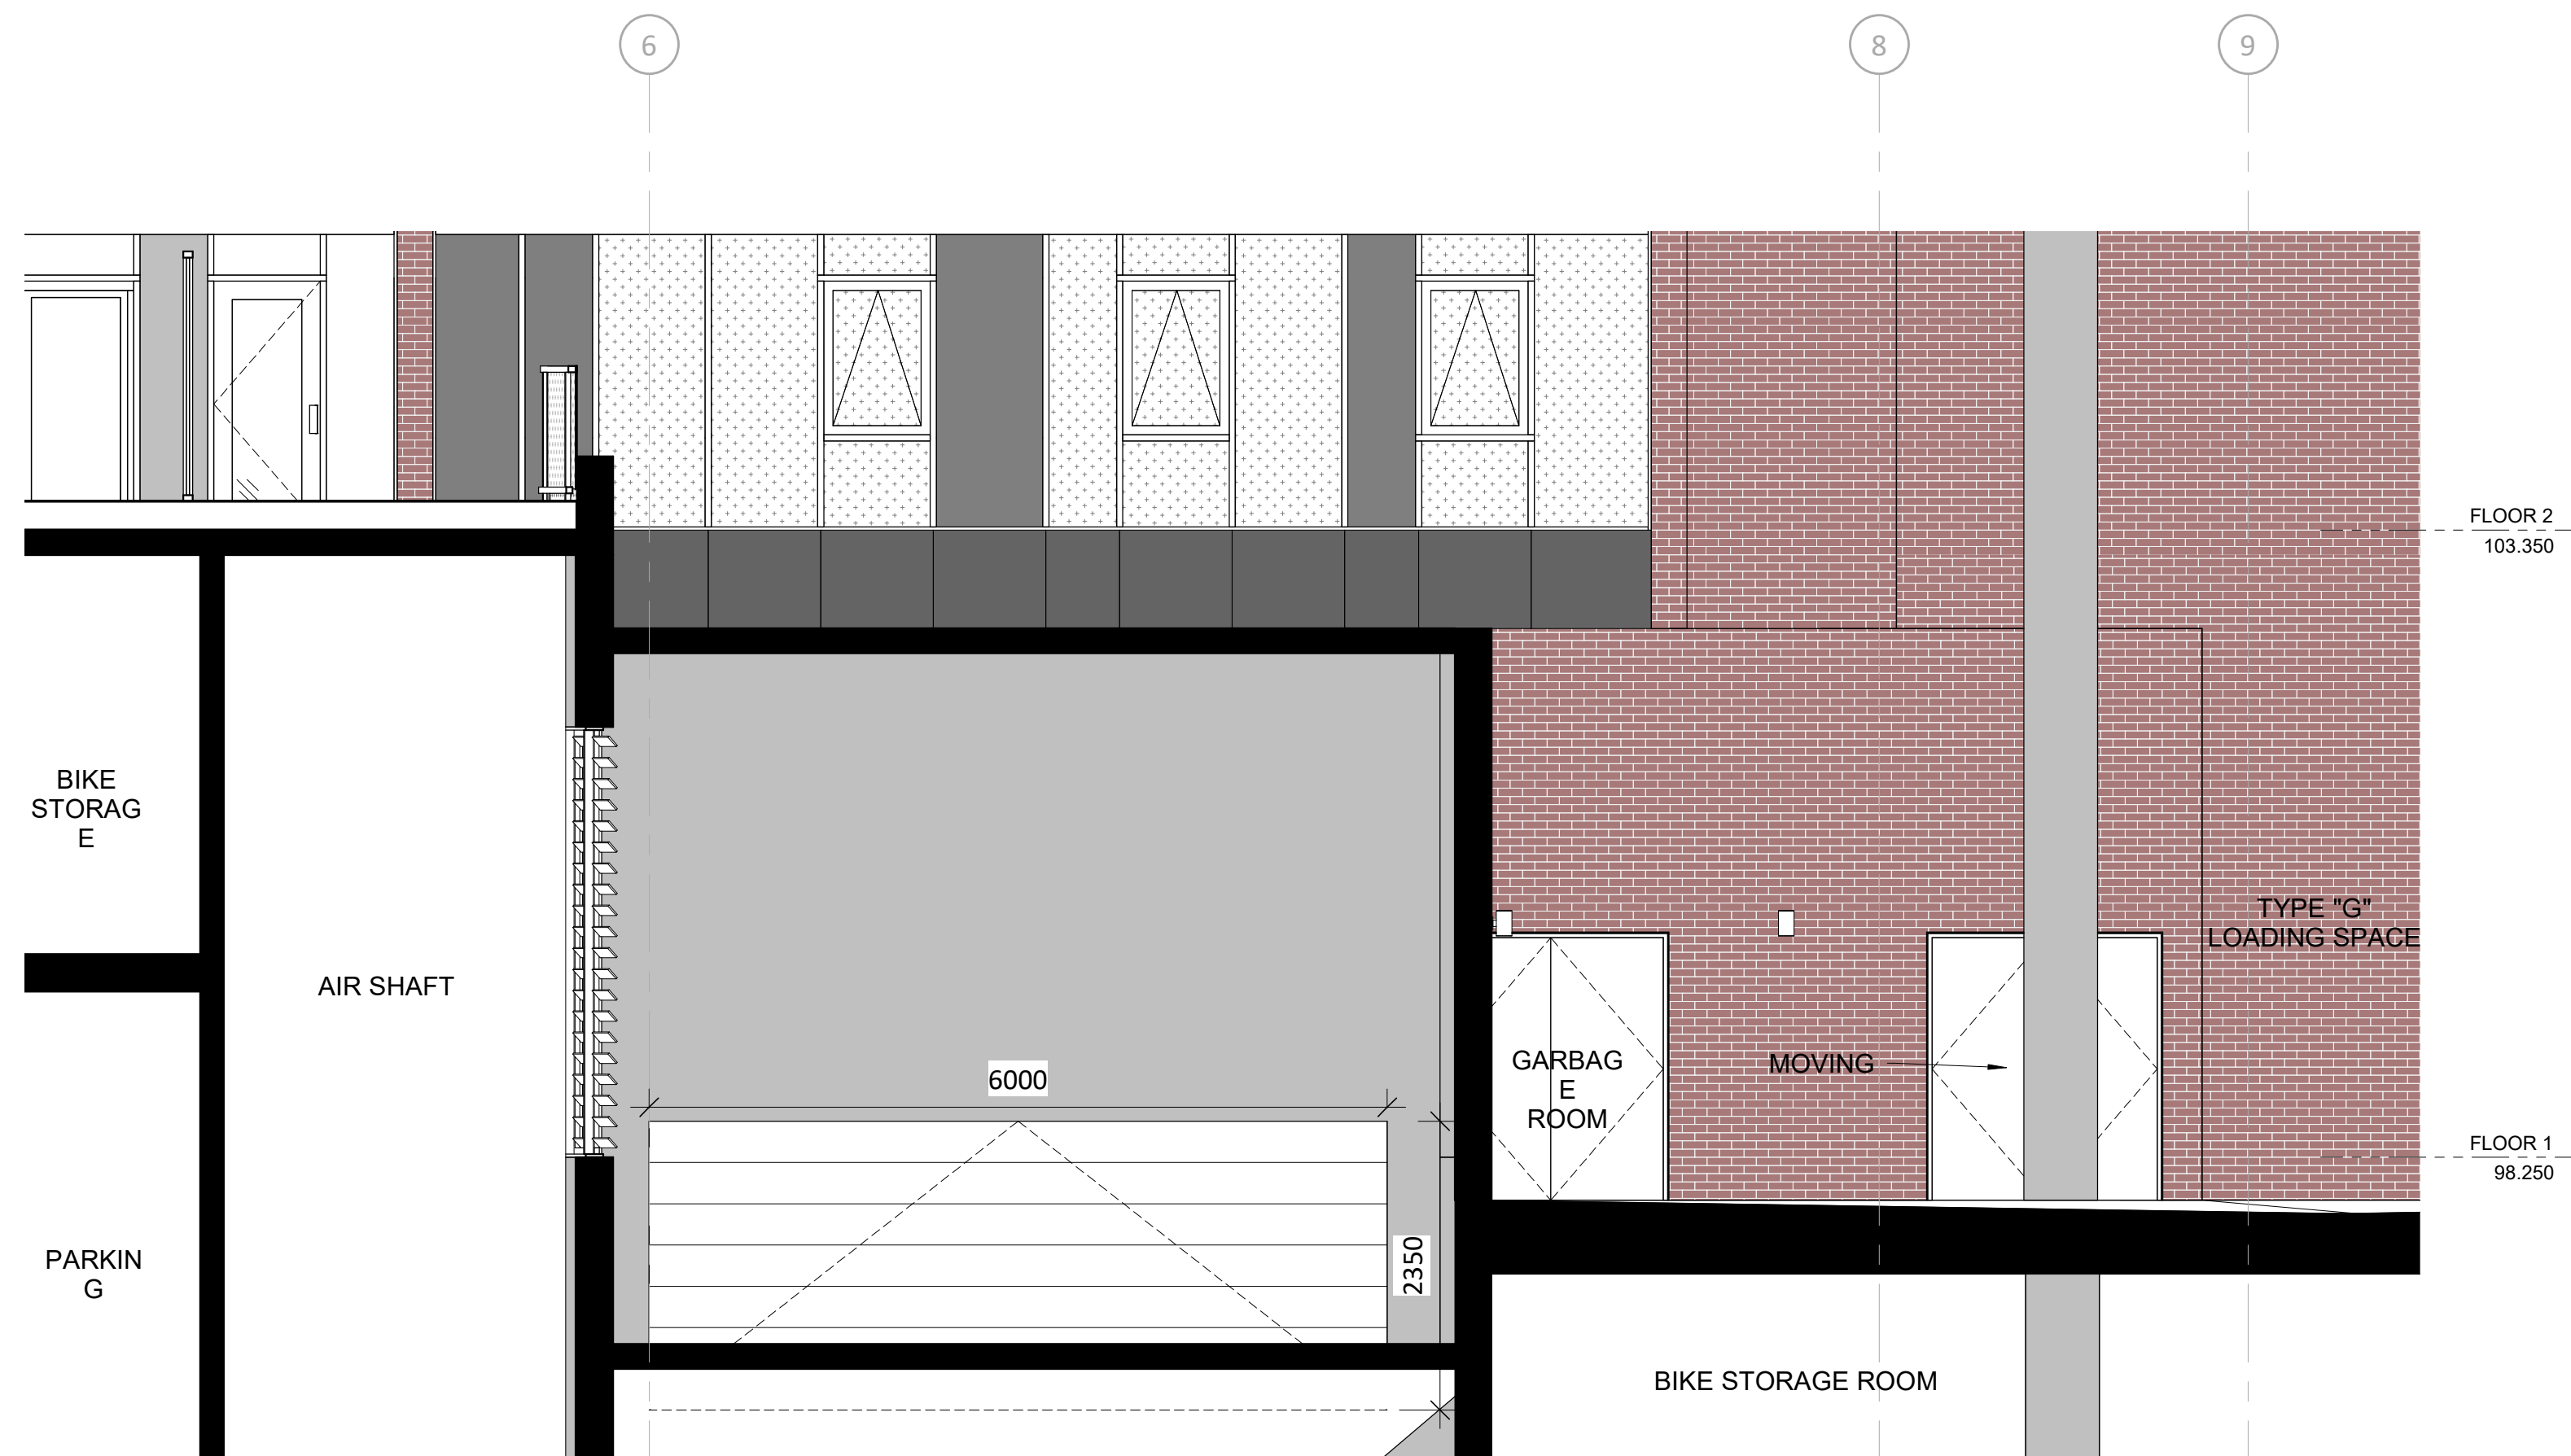 6
8
9
FLOOR 2
103.350
BIKE
STORAG
E
AIR SHAFT
TYPE "G"
LOADING SPACE
6000
GARBAG
E
ROOM
MOVING
FLOOR 1
98.250
PARKIN
G
2350
BIKE STORAGE ROOM